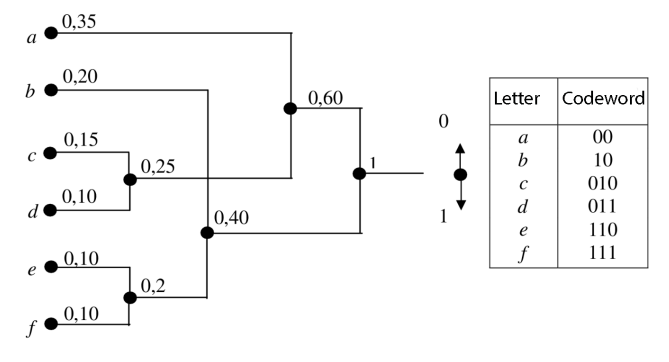 a 0,35
b 0,20
c 0,15
d 0,10
e 0,10
f 0,10
0,25
0,2
0,60
0,40
1
0
1
Letter Codeword
a 00
b 10
c 010
d 011
e 110
f 111